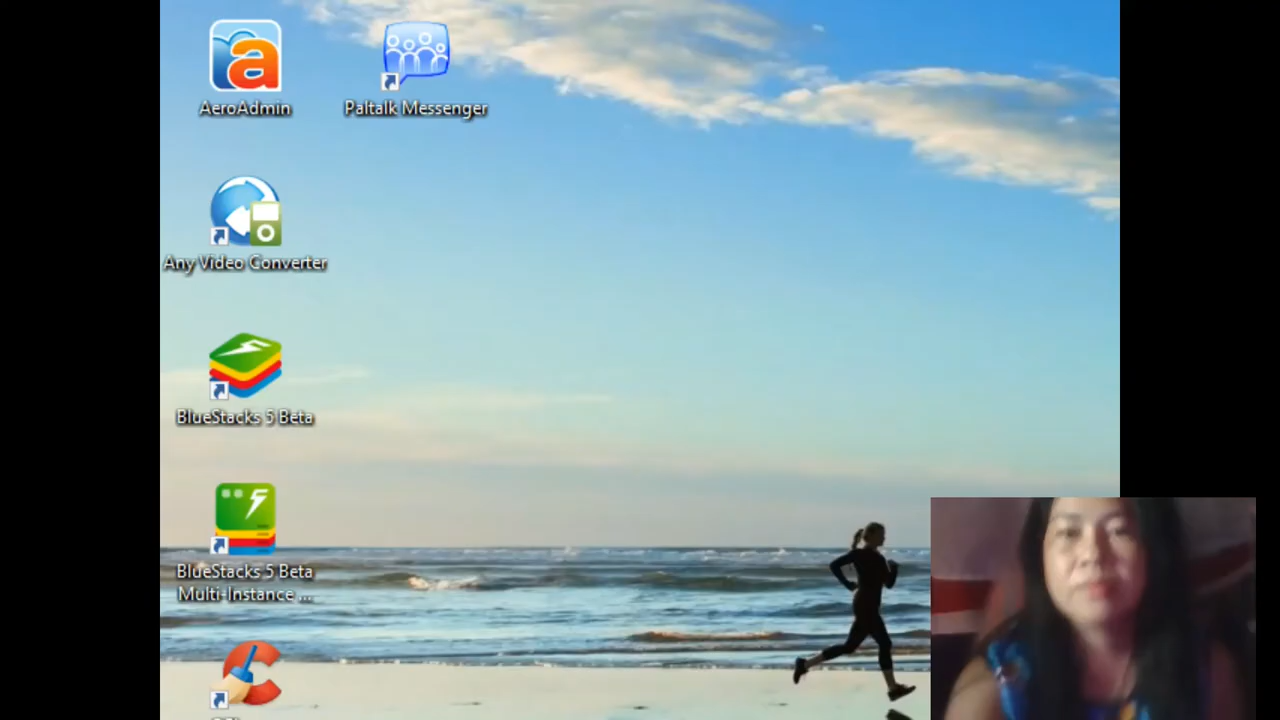 AeroAdmin
Paltalk Messenger
Any Video Converter
BlueStacks 5 Beta
BlueStacks 5 Beta
Multi-Instance ...